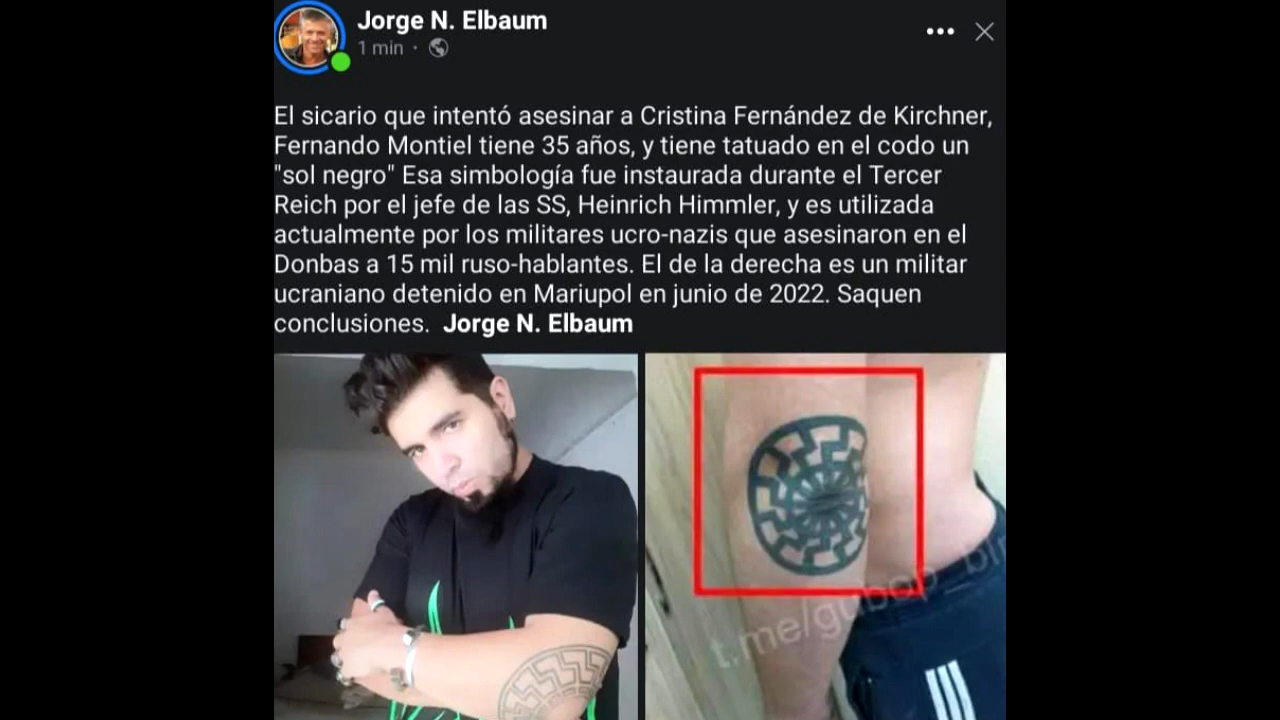 Jorge N. Elbaum
1 min ·
El sicario que intentó asesinar a Cristina Fernández de Kirchner,
Fernando Montiel tiene 35 años, y tiene tatuado en el codo un
"sol negro" Esa simbología fue instaurada durante el Tercer
Reich por el jefe de las SS, Heinrich Himmler, y es utilizada
actualmente por los militares ucro-nazis que asesinaron en el
Donbas a 15 mil ruso-hablantes. El de la derecha es un militar
ucraniano detenido en Mariupol en junio de 2022. Saquen
conclusiones. Jorge N. Elbaum